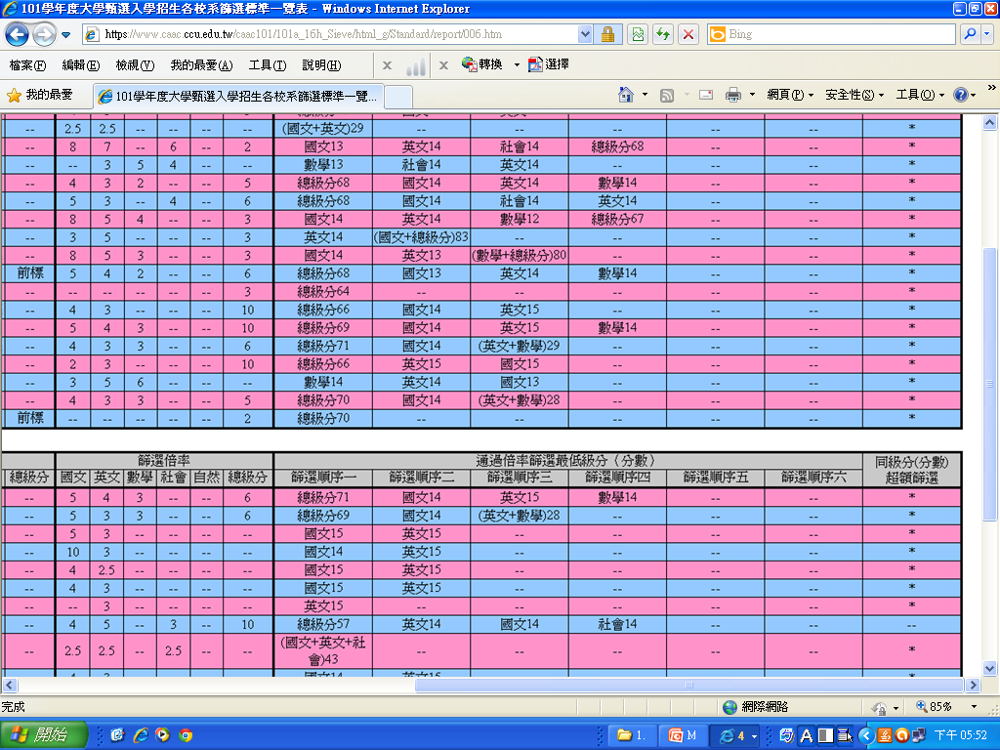 101學年度大學甄選入學招生各校系篩選標準一覽表 - Windows Internet Explorer
https://www.caac.ccu.edu.tw/caac101/101a_16h_Sieve/html_g/Standard/report/006.htm Bing
檔案(F) 編輯(E) 檢視(V) 我的最愛(A) 工具(T) 說明(H) 轉換 選擇
我的最愛 101學年度大學甄選入學招生各校系篩選標準一覽... 網頁(P) 安全性(S) 工具(O) »
-- 2.5 2.5 -- -- -- -- (國文+英文)29 -- -- -- -- -- *
-- 8 7 -- 6 -- 2 國文13 英文14 社會14 總級分68 -- -- *
-- -- 3 5 4 -- -- 數學13 社會14 英文14 -- -- -- *
-- 4 3 2 -- -- 5 總級分68 國文14 英文14 數學14 -- -- *
-- 5 3 -- 4 -- 6 總級分68 國文14 社會14 英文14 -- -- *
-- 8 5 4 -- -- 3 國文14 英文14 數學12 總級分67 -- -- *
-- 3 5 -- -- -- 3 英文14 (國文+總級分)83 -- -- -- -- *
-- 8 5 3 -- -- 3 國文14 英文13 (數學+總級分)80 -- -- -- *
前標 5 4 2 -- -- 6 總級分68 國文13 英文14 數學14 -- -- *
-- -- -- -- -- -- 3 總級分64 -- -- -- -- -- *
-- 4 3 -- -- -- 10 總級分66 國文14 英文15 -- -- -- *
-- 5 4 3 -- -- 10 總級分69 國文14 英文15 數學14 -- -- *
-- 4 3 3 -- -- 6 總級分71 國文14 (英文+數學)29 -- -- -- *
-- 2 3 -- -- -- 10 總級分66 英文15 國文15 -- -- -- *
-- 3 5 6 -- -- -- 數學14 英文14 國文13 -- -- -- *
-- 4 3 3 -- -- 5 總級分70 國文14 (英文+數學)28 -- -- -- *
前標 -- -- -- -- -- 2 總級分70 -- -- -- -- -- *
篩選倍率 通過倍率篩選最低級分（分數） 同級分(分數)
超額篩選
總級分 國文 英文 數學 社會 自然 總級分 篩選順序一 篩選順序二 篩選順序三 篩選順序四 篩選順序五 篩選順序六
-- 5 4 3 -- -- 6 總級分71 國文14 英文15 數學14 -- -- *
-- 5 3 3 -- -- 6 總級分69 國文14 (英文+數學)28 -- -- -- *
-- 5 3 -- -- -- -- 國文15 英文15 -- -- -- -- *
-- 10 3 -- -- -- -- 國文14 英文15 -- -- -- -- *
-- 4 2.5 -- -- -- -- 國文15 英文15 -- -- -- -- *
-- 4 3 -- -- -- -- 國文15 英文15 -- -- -- -- *
-- -- 3 -- -- -- -- 英文15 -- -- -- -- -- *
-- 4 5 -- 3 -- 10 總級分57 英文14 國文14 社會14 -- -- --
-- 2.5 2.5 -- 2.5 -- -- (國文+英文+社
會)43 -- -- -- -- -- *
完成 網際網路 85%
開始 1. M 4 A 下午 05:52